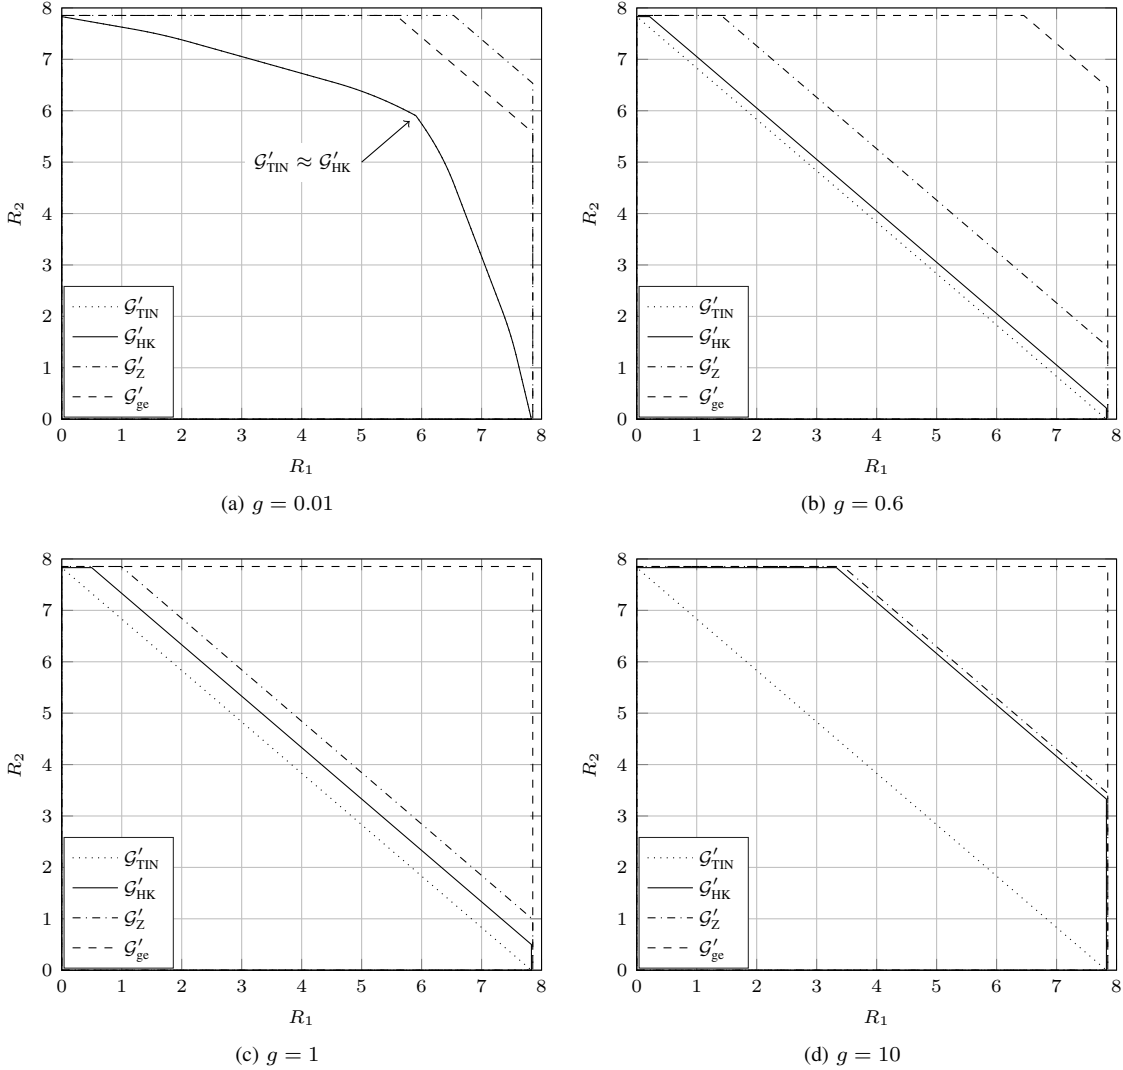 8
7
6
5
4
3
2
1
0
R₂
𝒢′TIN ≈ 𝒢′HK
𝒢′TIN
𝒢′HK
𝒢′Z
𝒢′ge
0 1 2 3 4 5 6 7 8
R₁
(a) g = 0.01
8
7
6
5
4
3
2
1
0
R₂
𝒢′TIN
𝒢′HK
𝒢′Z
𝒢′ge
0 1 2 3 4 5 6 7 8
R₁
(b) g = 0.6
8
7
6
5
4
3
2
1
0
R₂
𝒢′TIN
𝒢′HK
𝒢′Z
𝒢′ge
0 1 2 3 4 5 6 7 8
R₁
(c) g = 1
8
7
6
5
4
3
2
1
0
R₂
𝒢′TIN
𝒢′HK
𝒢′Z
𝒢′ge
0 1 2 3 4 5 6 7 8
R₁
(d) g = 10